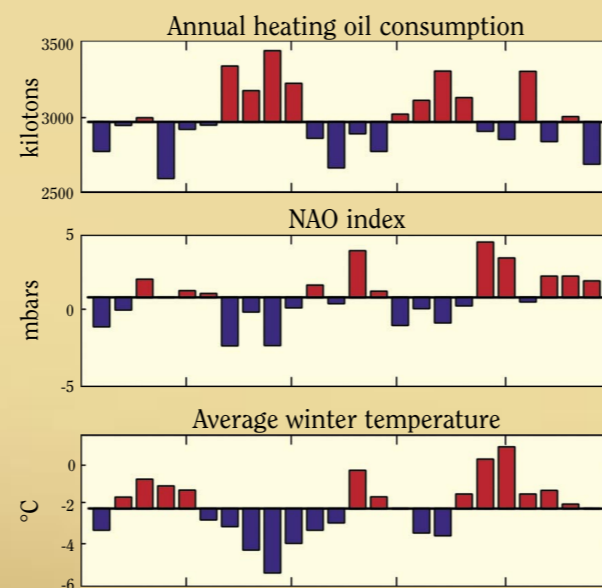 Annual heating oil consumption
3500
3000
2500
kilotons
NAO index
5
0
-5
mbars
Average winter temperature
0
-2
-4
-6
°C